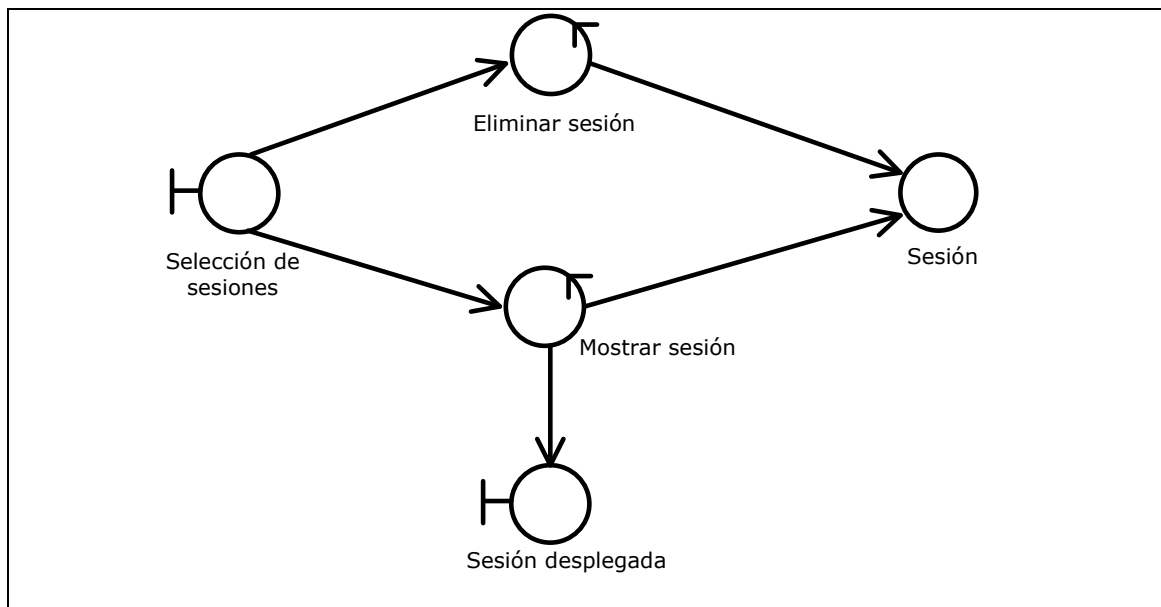 Eliminar sesión
Selección de
sesiones
Sesión
Mostrar sesión
Sesión desplegada